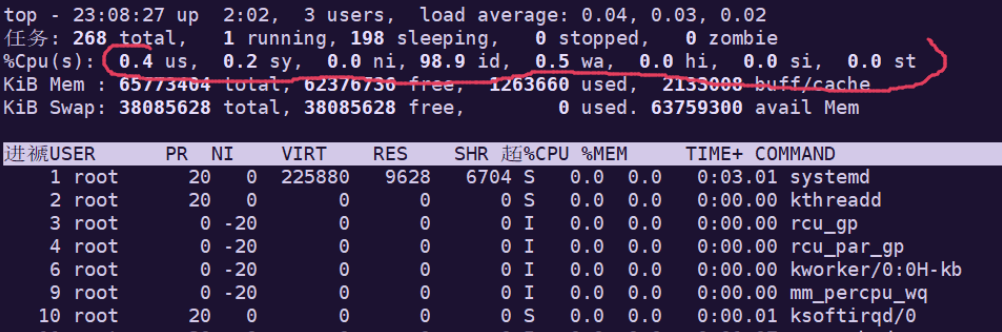 top - 23:08:27 up  2:02,  3 users,  load average: 0.04, 0.03, 0.02
任务: 268 total,   1 running, 198 sleeping,   0 stopped,   0 zombie
%Cpu(s):  0.4 us,  0.2 sy,  0.0 ni, 98.9 id,  0.5 wa,  0.0 hi,  0.0 si,  0.0 st
KiB Mem : 65773404 total, 62376736 free,  1263660 used,  2133008 buff/cache
KiB Swap: 38085628 total, 38085628 free,        0 used. 63759300 avail Mem
进祂USER      PR  NI    VIRT    RES    SHR 超%CPU %MEM     TIME+ COMMAND
1 root      20   0  225880   9628   6704 S   0.0  0.0   0:03.01 systemd
2 root      20   0       0      0      0 S   0.0  0.0   0:00.00 kthreadd
3 root       0 -20       0      0      0 I   0.0  0.0   0:00.00 rcu_gp
4 root       0 -20       0      0      0 I   0.0  0.0   0:00.00 rcu_par_gp
6 root       0 -20       0      0      0 I   0.0  0.0   0:00.00 kworker/0:0H-kb
9 root       0 -20       0      0      0 I   0.0  0.0   0:00.00 mm_percpu_wq
10 root      20   0       0      0      0 S   0.0  0.0   0:00.00 ksoftirqd/0